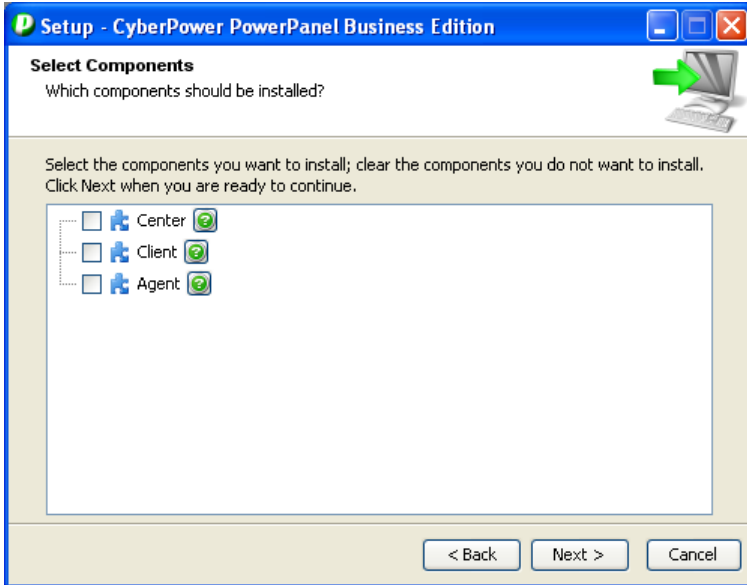 Setup - CyberPower PowerPanel Business Edition
Select Components
Which components should be installed?
Select the components you want to install; clear the components you do not want to install.
Click Next when you are ready to continue.
Center
Client
Agent
< Back Next > Cancel